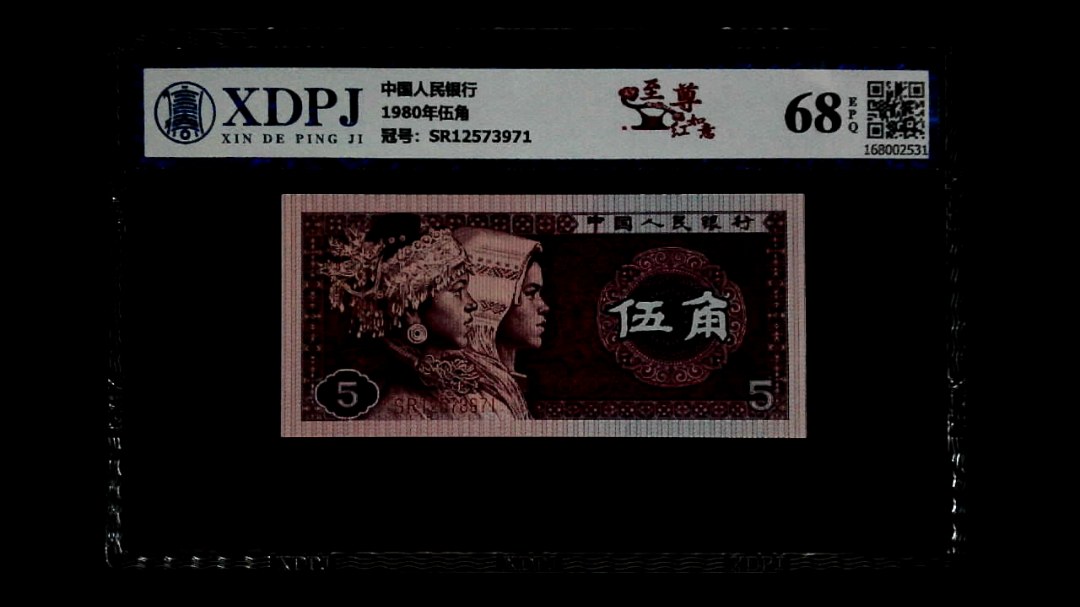 XDPJ
XIN DE PING JI
中国人民银行
1980年伍角
冠号: SR12573971
至尊
红如意
68
EPQ
168002531
中国人民银行
伍角
5
5
XDPJ
XDPJ